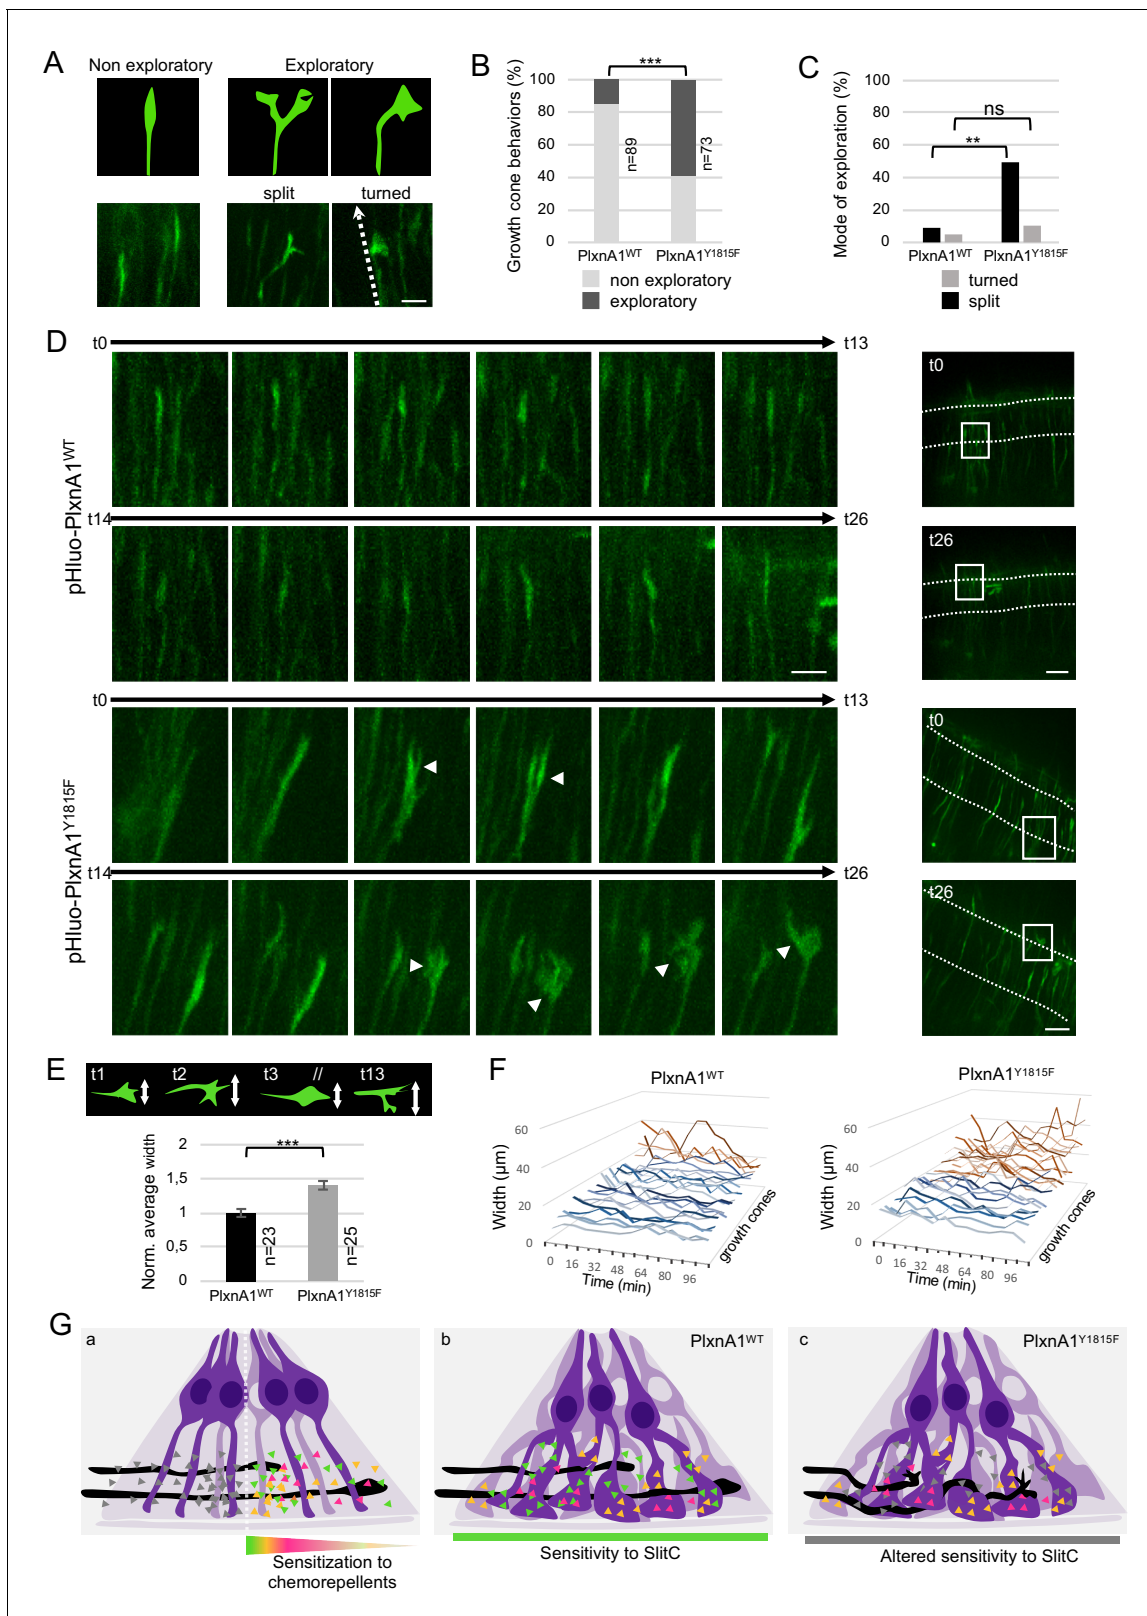 A
Non exploratory
Exploratory
split
turned
B
Growth cone behaviors (%)
100
80
60
40
20
0
***
n=89
n=73
PlxnA1WT
PlxnA1Y1815F
non exploratory
exploratory
C
Mode of exploration (%)
100
80
60
40
20
0
ns
**
PlxnA1WT
PlxnA1Y1815F
turned
split
D
t0
t13
t0
pHluo-PlxnA1WT
t14
t26
t26
t0
t13
t0
pHluo-PlxnA1Y1815F
t14
t26
t26
E
t1
t2
t3
//
t13
Norm. average width
2
1,5
1
0,5
0
***
n=23
n=25
PlxnA1WT
PlxnA1Y1815F
F
PlxnA1WT
Width (µm)
60
40
20
0
0 16 32 48 64 80 96
Time (min)
growth cones
PlxnA1Y1815F
Width (µm)
60
40
20
0
0 16 32 48 64 80 96
Time (min)
growth cones
G
a
Sensitization to
chemorepellents
b
PlxnA1WT
Sensitivity to SlitC
c
PlxnA1Y1815F
Altered sensitivity to SlitC